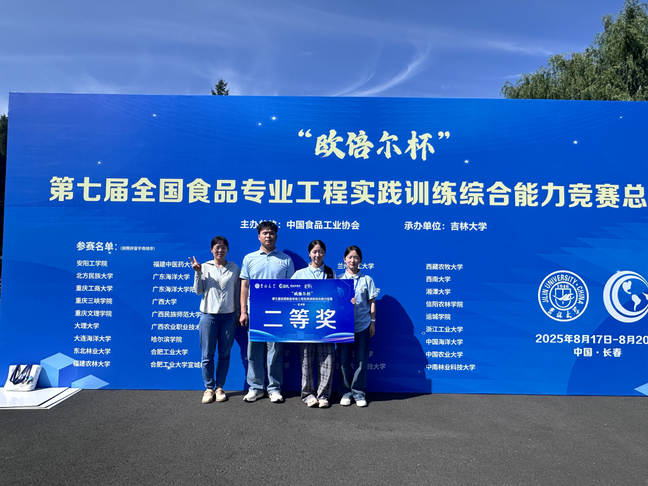 “欧倍尔杯”
第七届全国食品专业工程实践训练综合能力竞赛总
中国食品工业协会
承办单位：吉林大学
参赛名单：
安阳工学院
北方民族大学
重庆工商大学
重庆三峡学院
重庆文理学院
大理大学
大连海洋大学
东北林业大学
福建农林大学
福建中医药大
广东海洋大学
广东海洋大学
广西大学
广西民族师范
广西农业职业
哈尔滨学院
合肥工业大学
合肥工业大学宣城
西藏农牧大学
西南大学
湘潭大学
信阳农林学院
运城学院
浙江工业大学
中国海洋大学
中国农业大学
中南林业科技大学
JILIN UNIVERSITY·CHINA
2025年8月17日-8月20
中国·长春
“欧倍尔杯”
二等奖